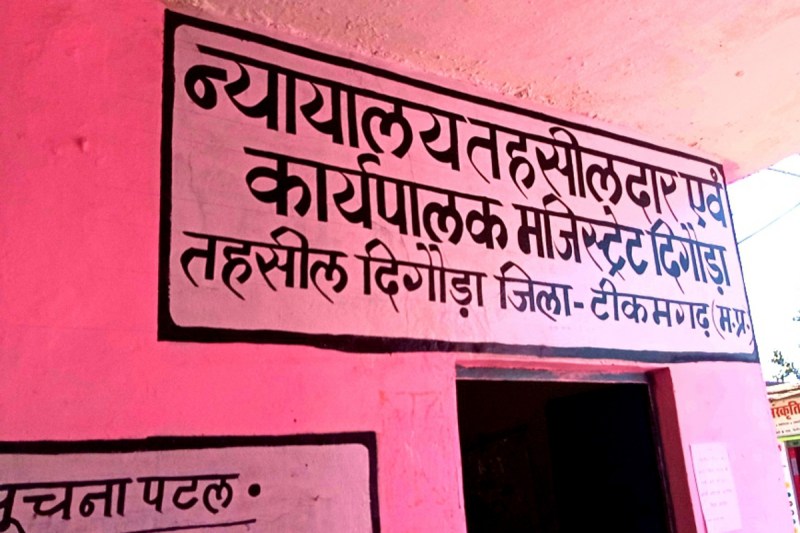 न्यायालय तहसीलदार एवं
कार्यपालक मजिस्ट्रेट दिगौड़ा
तहसील दिगौड़ा जिला-टीकमगढ़ (म.प्र.)
सूचना पटल •